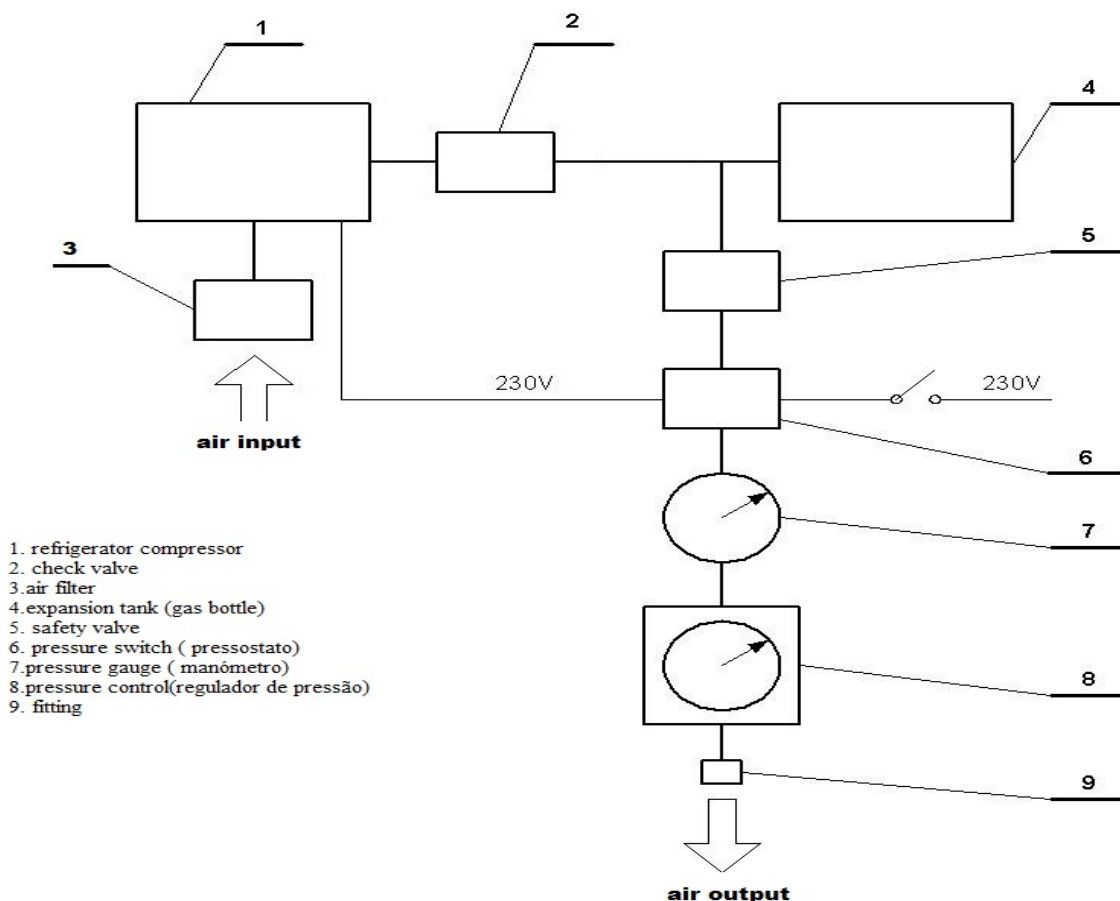 1
2
4
3
5
230V
230V
air input
6
7
1. refrigerator compressor
2. check valve
3.air filter
4.expansion tank (gas bottle)
5. safety valve
6. pressure switch ( pressostato)
7.pressure gauge ( manómetro)
8.pressure control(regulador de pressão)
9. fitting
8
9
air output